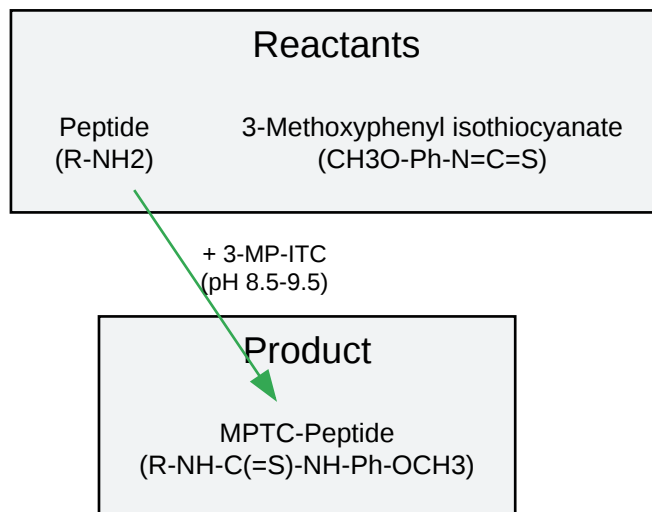 Reactants
Peptide
(R-NH2)
3-Methoxyphenyl isothiocyanate
(CH3O-Ph-N=C=S)
+ 3-MP-ITC
(pH 8.5-9.5)
Product
MPTC-Peptide
(R-NH-C(=S)-NH-Ph-OCH3)